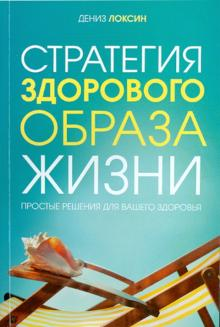 ДЕНИЗ ЛОКСИН
СТРАТЕГИЯ
ЗДОРОВОГО
ОБРАЗА
ЖИЗНИ
ПРОСТЫЕ РЕШЕНИЯ ДЛЯ ВАШЕГО ЗДОРОВЬЯ